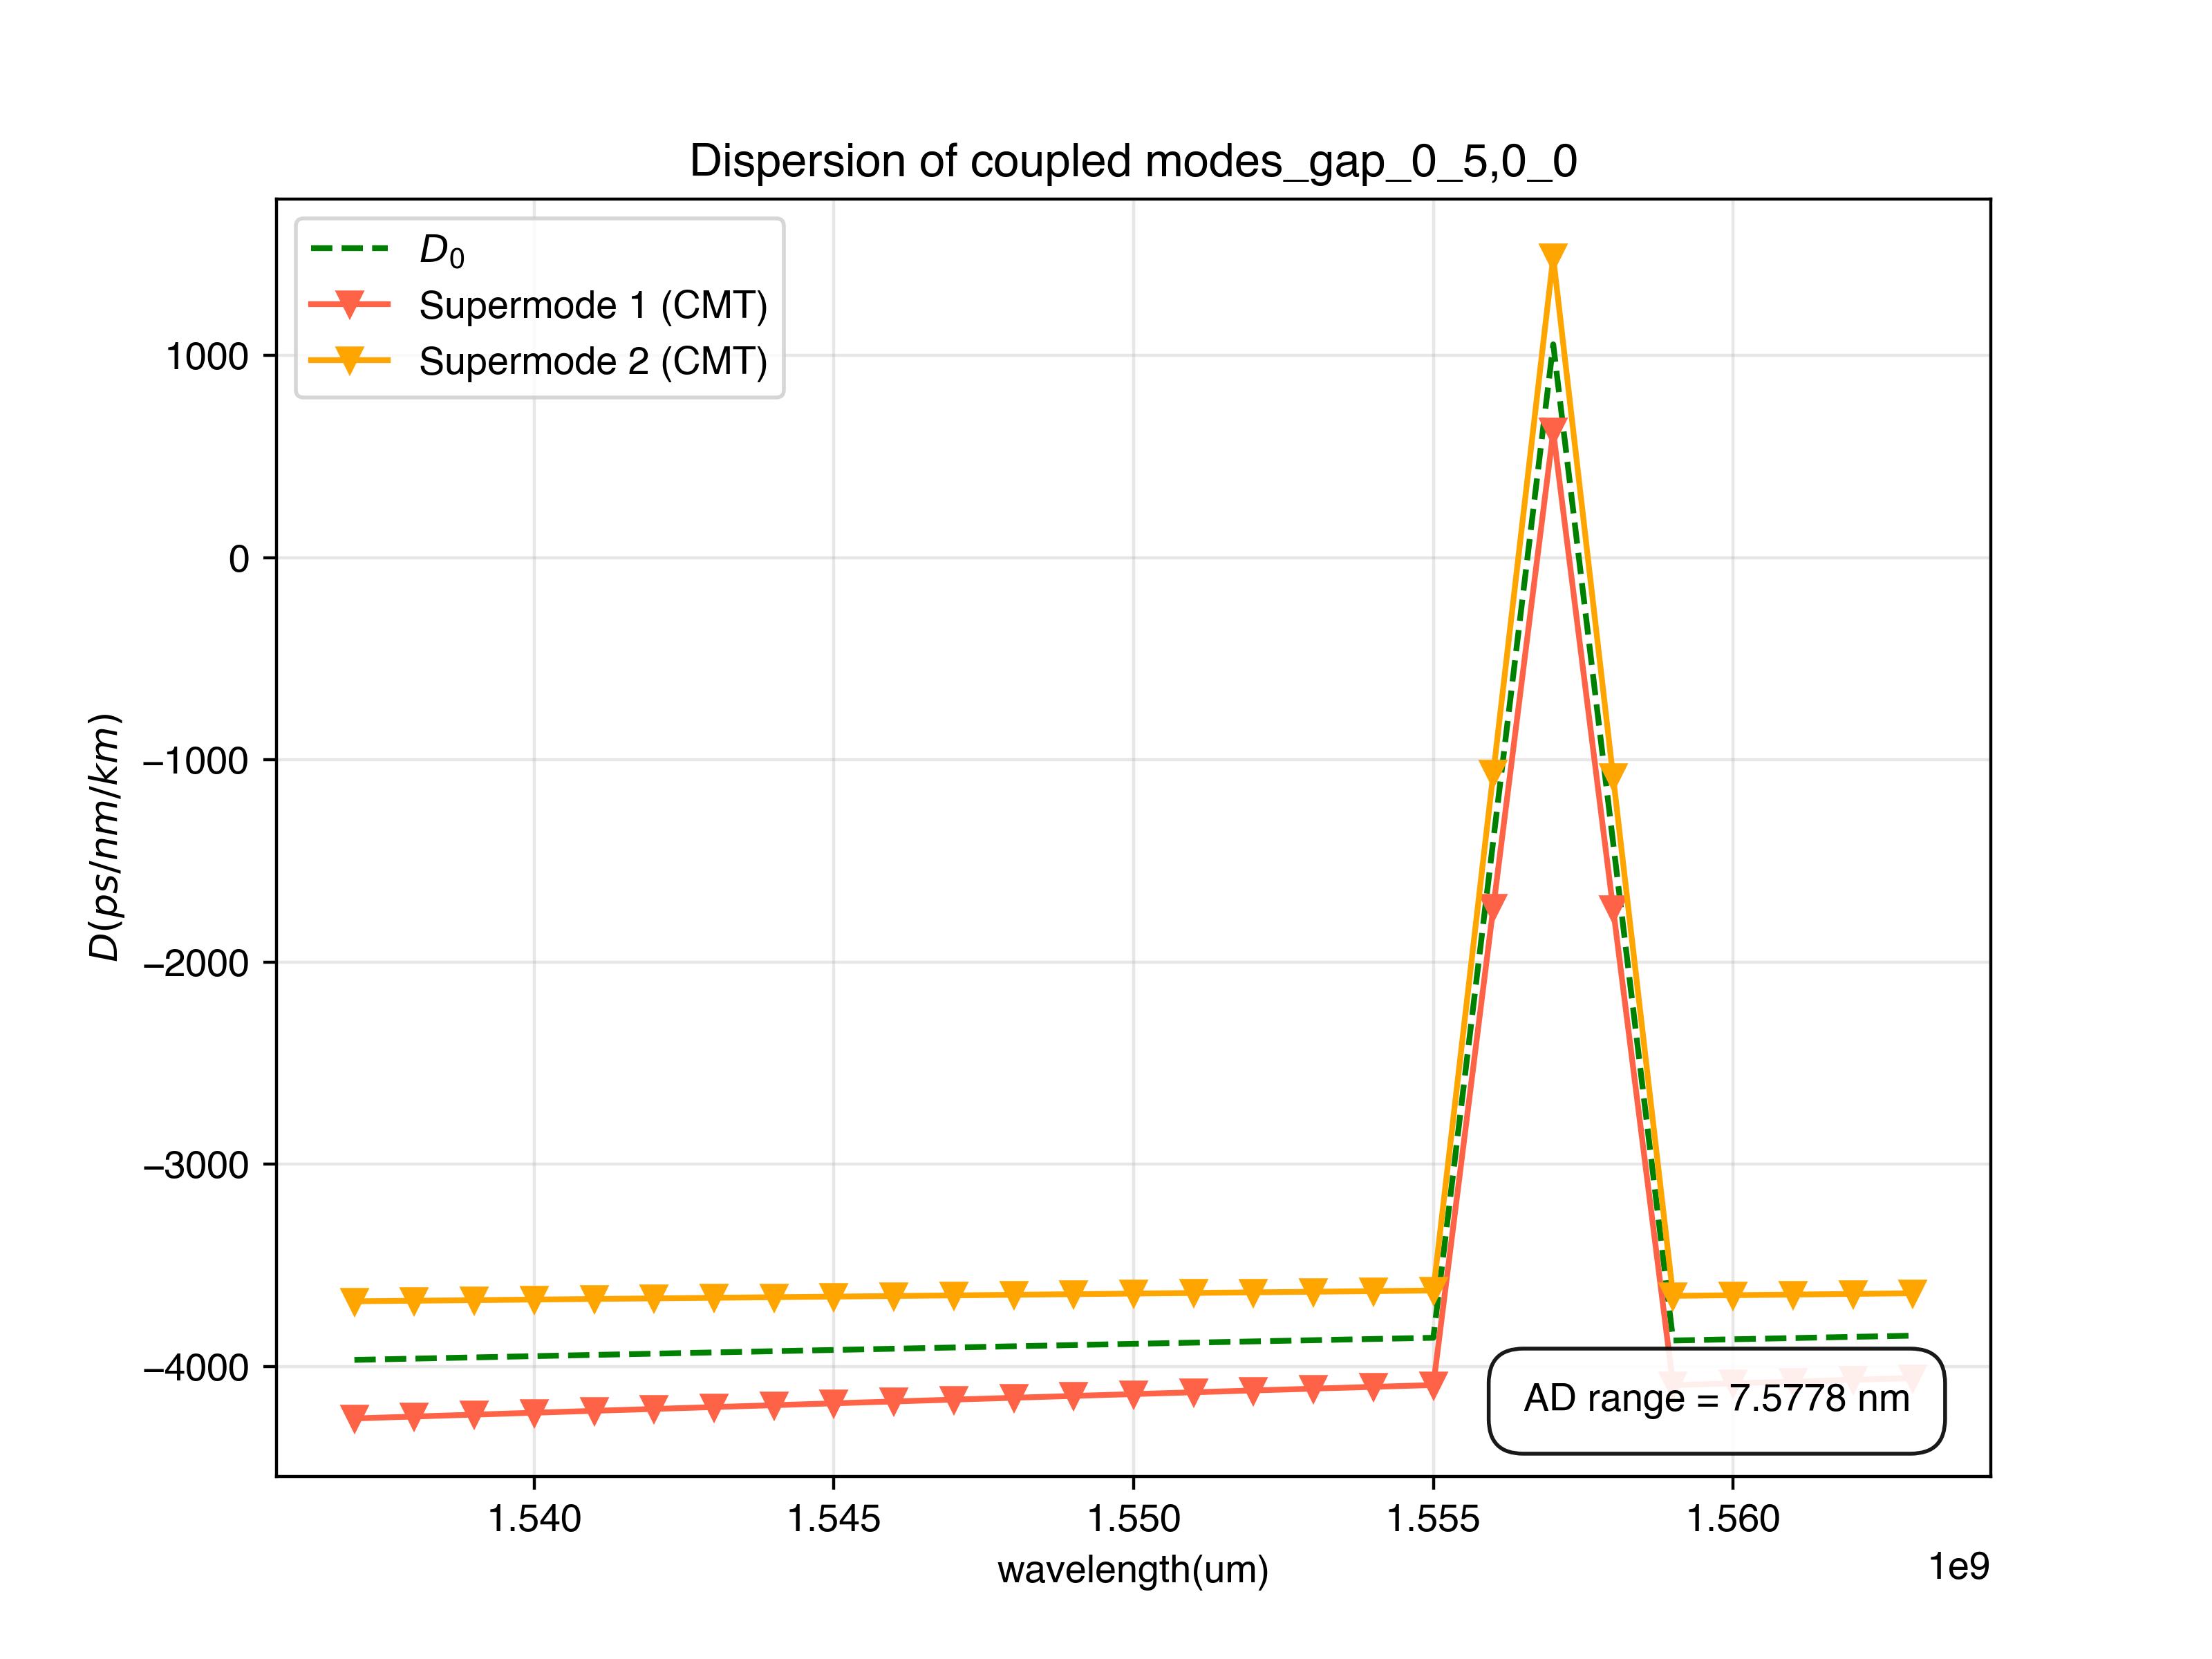 Dispersion of coupled modes_gap_0_5,0_0
D₀
Supermode 1 (CMT)
Supermode 2 (CMT)
1000
0
−1000
−2000
−3000
−4000
D(ps/nm/km)
AD range = 7.5778 nm
1.540
1.545
1.550
1.555
1.560
wavelength(um)
1e9